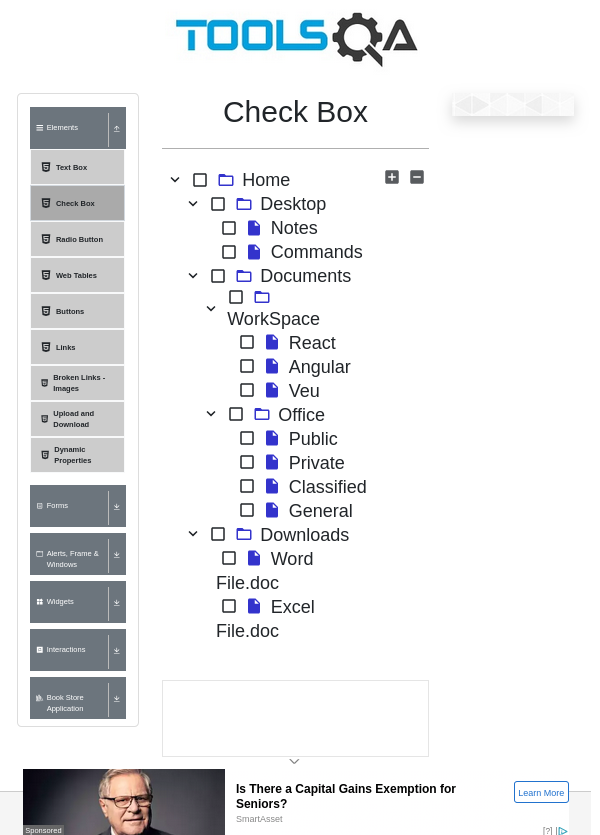 TOOLSQA
Check Box
Elements
Text Box
Check Box
Radio Button
Web Tables
Buttons
Links
Broken Links -
Images
Upload and
Download
Dynamic
Properties
Forms
Alerts, Frame &
Windows
Widgets
Interactions
Book Store
Application
Home
Desktop
Notes
Commands
Documents
WorkSpace
React
Angular
Veu
Office
Public
Private
Classified
General
Downloads
Word
File.doc
Excel
File.doc
Sponsored
Is There a Capital Gains Exemption for
Seniors?
SmartAsset
Learn More
[?]